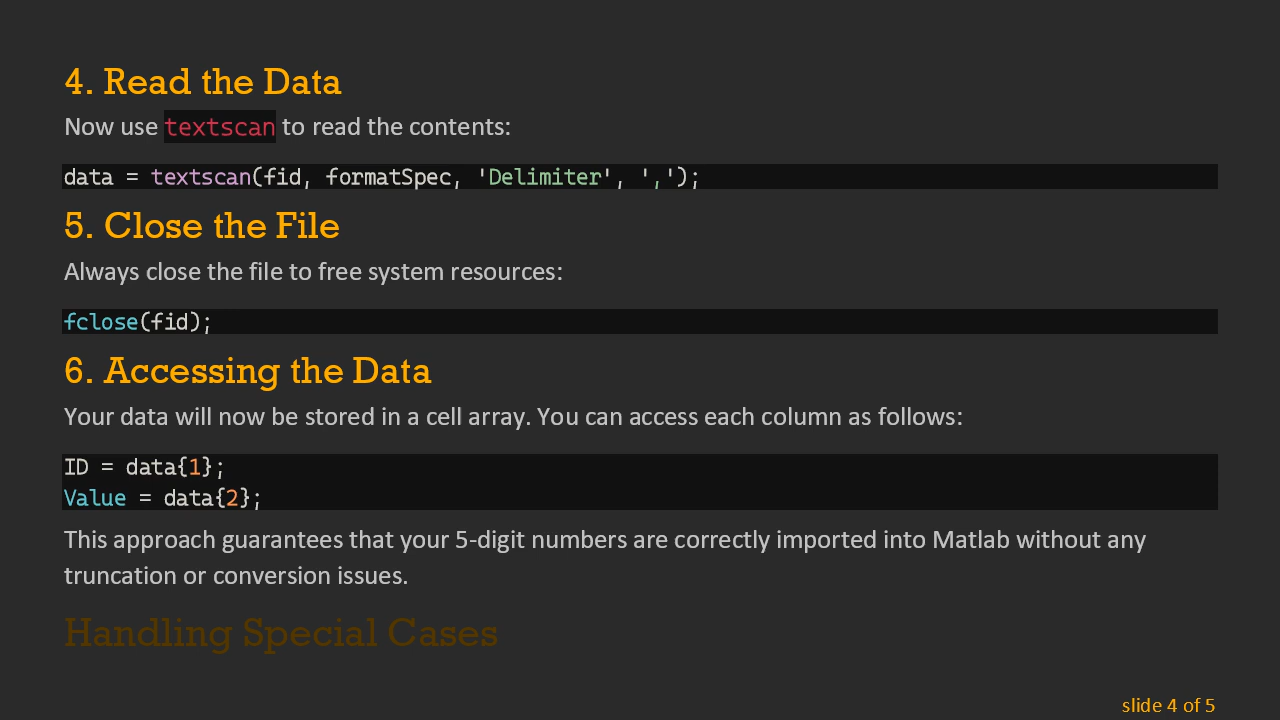 4. Read the Data
Now use textscan to read the contents:
data = textscan(fid, formatSpec, 'Delimiter', ',');
5. Close the File
Always close the file to free system resources:
fclose(fid);
6. Accessing the Data
Your data will now be stored in a cell array. You can access each column as follows:
ID = data{1};
Value = data{2};
This approach guarantees that your 5-digit numbers are correctly imported into Matlab without any
truncation or conversion issues.
Handling Special Cases
slide 4 of 5